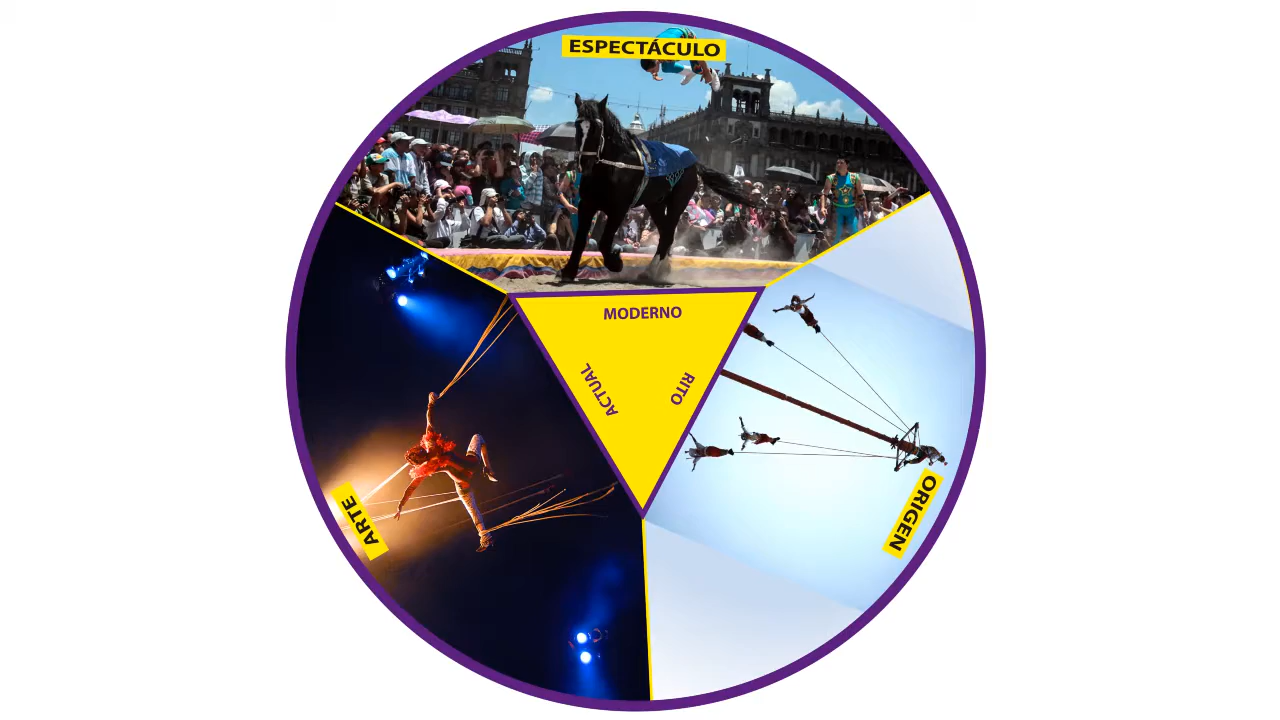 ESPECTÁCULO
MODERNO
ACTUAL
RITO
ARTE
ORIGEN